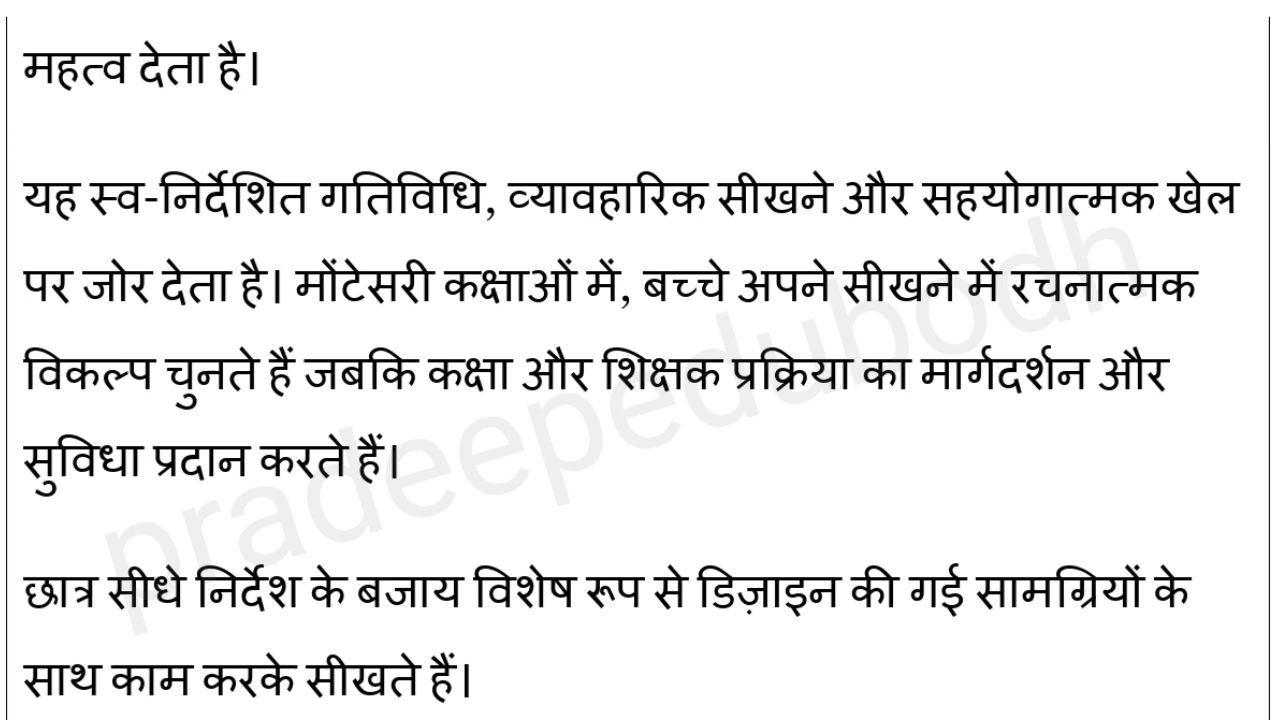 महत्व देता है।
यह स्व-निर्देशित गतिविधि, व्यावहारिक सीखने और सहयोगात्मक खेल
पर जोर देता है। मोंटेसरी कक्षाओं में, बच्चे अपने सीखने में रचनात्मक
विकल्प चुनते हैं जबकि कक्षा और शिक्षक प्रक्रिया का मार्गदर्शन और
सुविधा प्रदान करते हैं।
छात्र सीधे निर्देश के बजाय विशेष रूप से डिज़ाइन की गई सामग्रियों के
साथ काम करके सीखते हैं।
pradeepedubodh